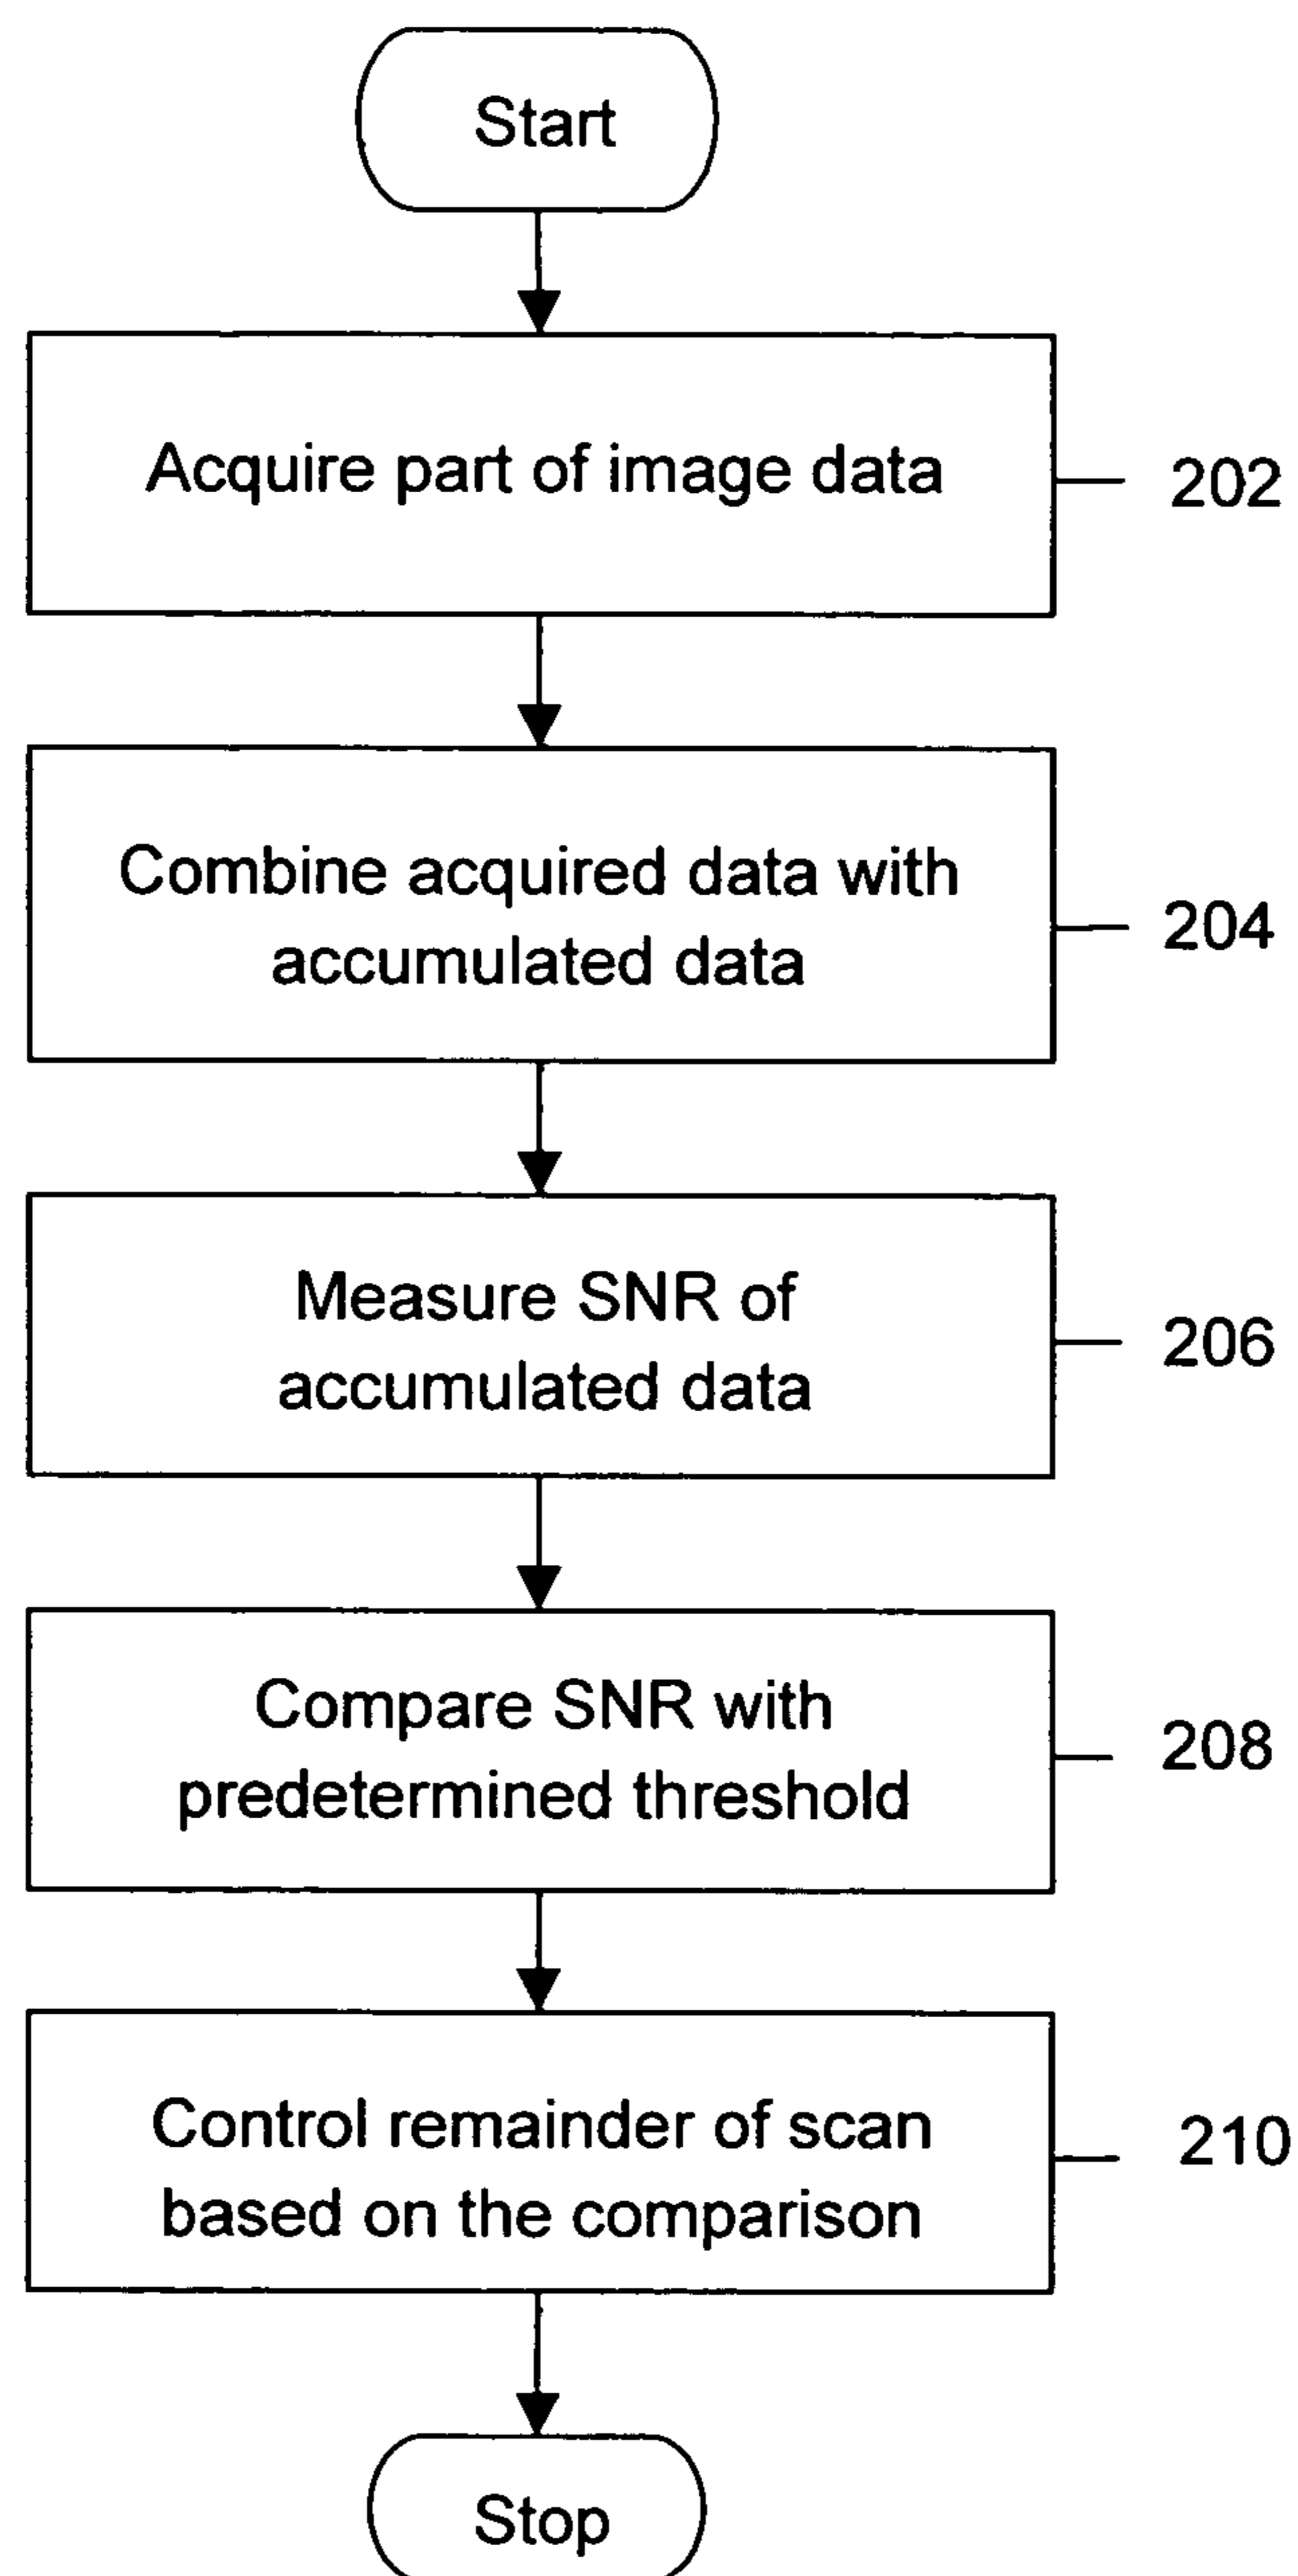 Start
Acquire part of image data
202
Combine acquired data with
accumulated data
204
Measure SNR of
accumulated data
206
Compare SNR with
predetermined threshold
208
Control remainder of scan
based on the comparison
210
Stop